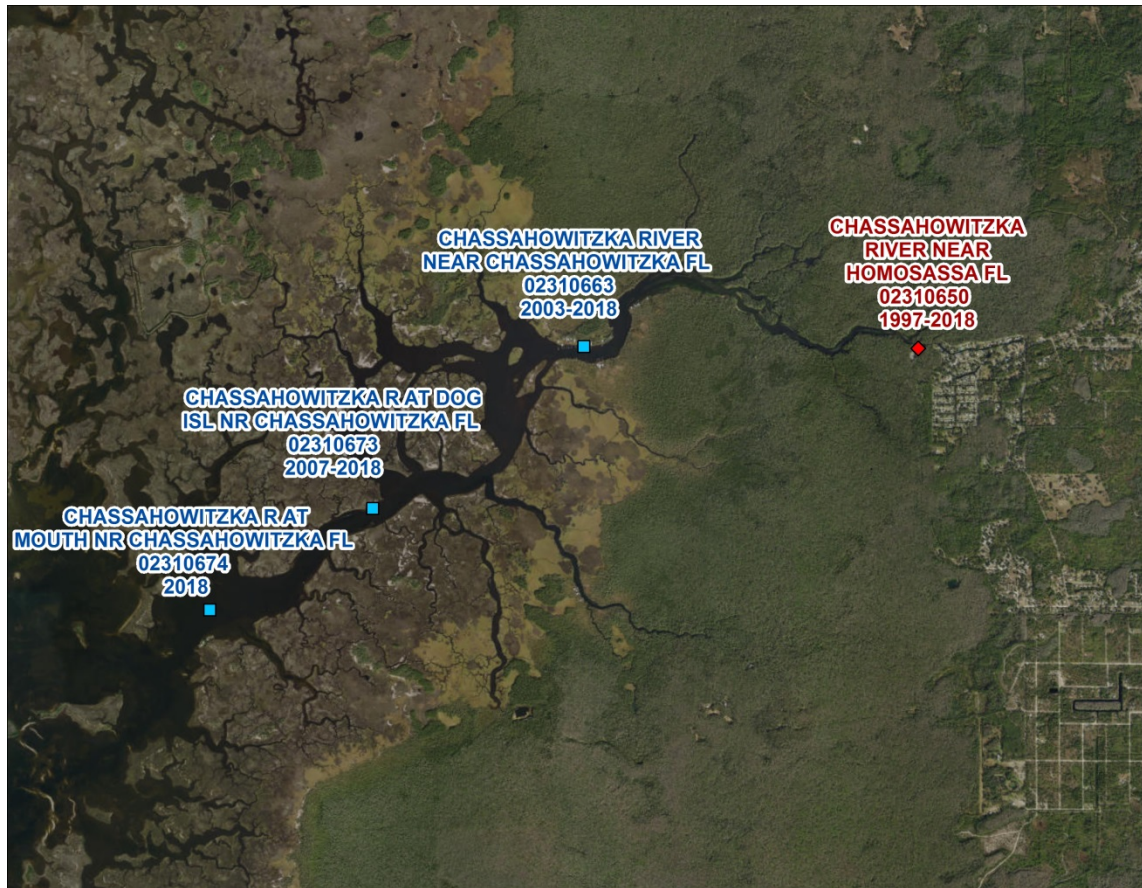 CHASSAHOWITZKA
RIVER NEAR
HOMOSASSA FL
02310650
1997-2018
CHASSAHOWITZKA RIVER
NEAR CHASSAHOWITZKA FL
02310663
2003-2018
CHASSAHOWITZKA R AT DOG
ISL NR CHASSAHOWITZKA FL
02310673
2007-2018
CHASSAHOWITZKA R AT
MOUTH NR CHASSAHOWITZKA FL
02310674
2018